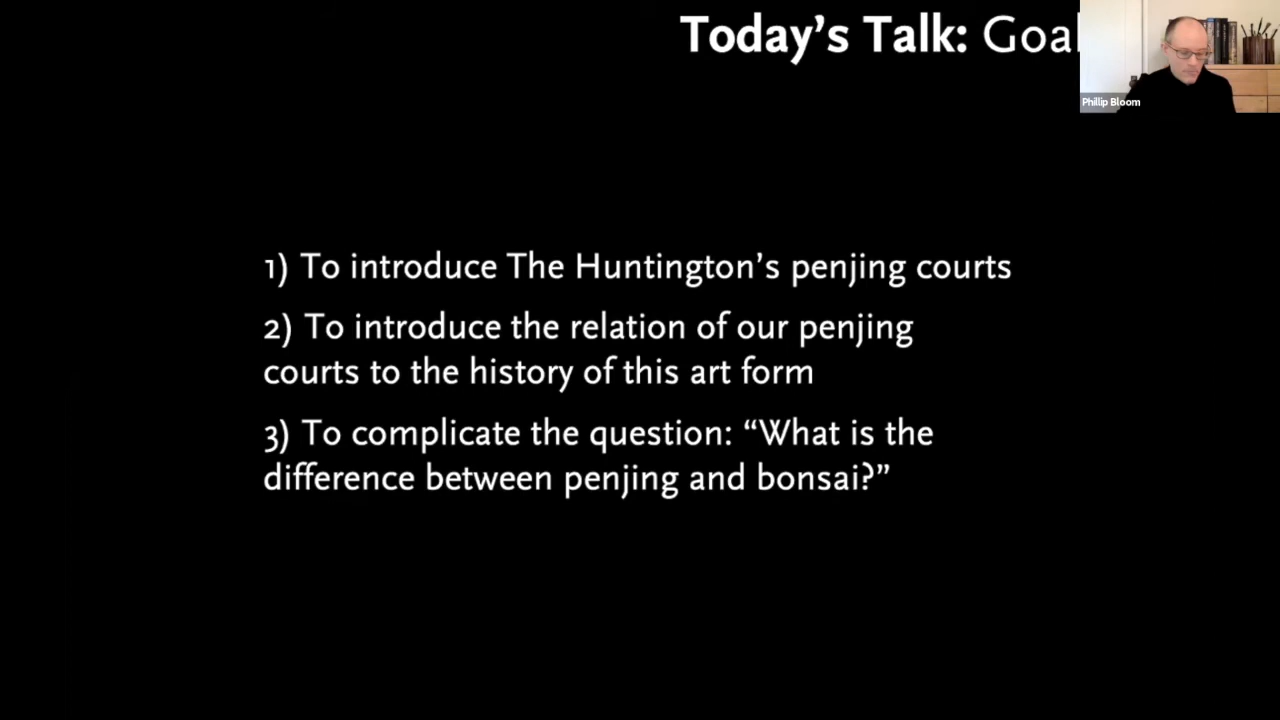 Today's Talk: Goal
Phillip Bloom
1) To introduce The Huntington's penjing courts
2) To introduce the relation of our penjing
courts to the history of this art form
3) To complicate the question: “What is the
difference between penjing and bonsai?”